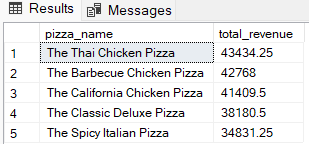 Results Messages
pizza_name total_revenue
1 The Thai Chicken Pizza 43434.25
2 The Barbecue Chicken Pizza 42768
3 The California Chicken Pizza 41409.5
4 The Classic Deluxe Pizza 38180.5
5 The Spicy Italian Pizza 34831.25